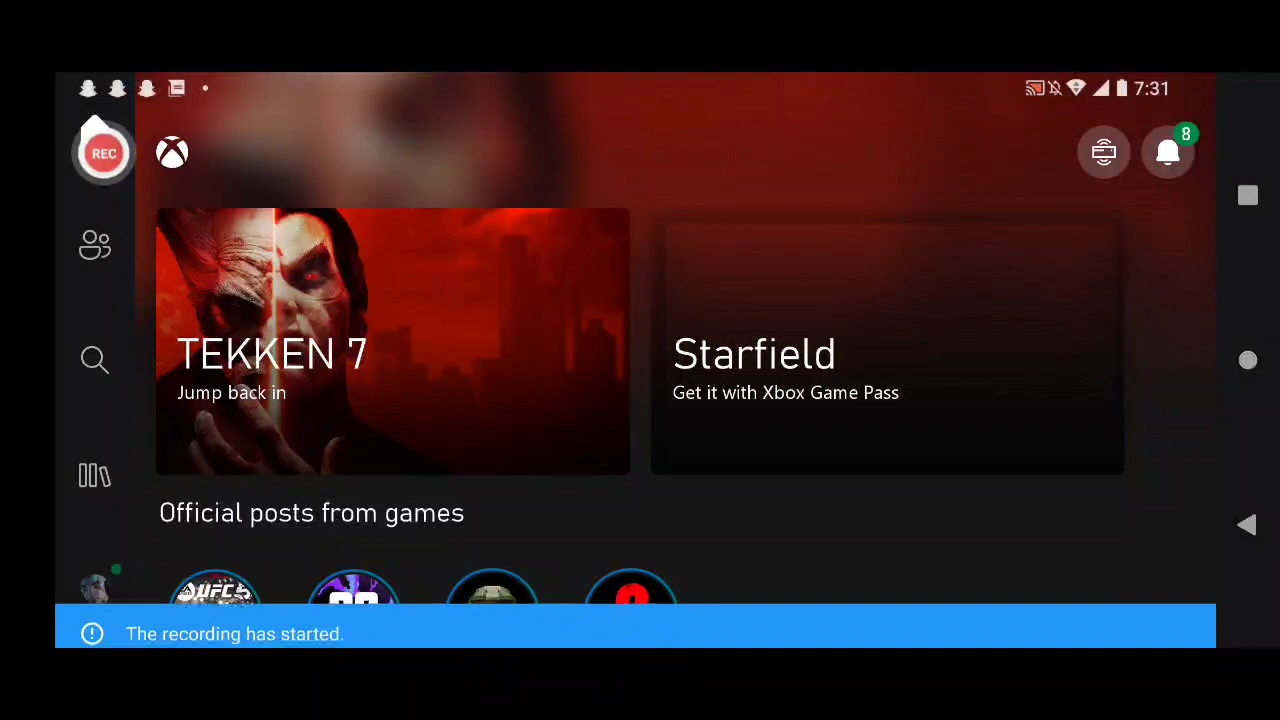 7:31
REC
8
TEKKEN 7
Jump back in
Starfield
Get it with Xbox Game Pass
Official posts from games
UFC5
The recording has started.